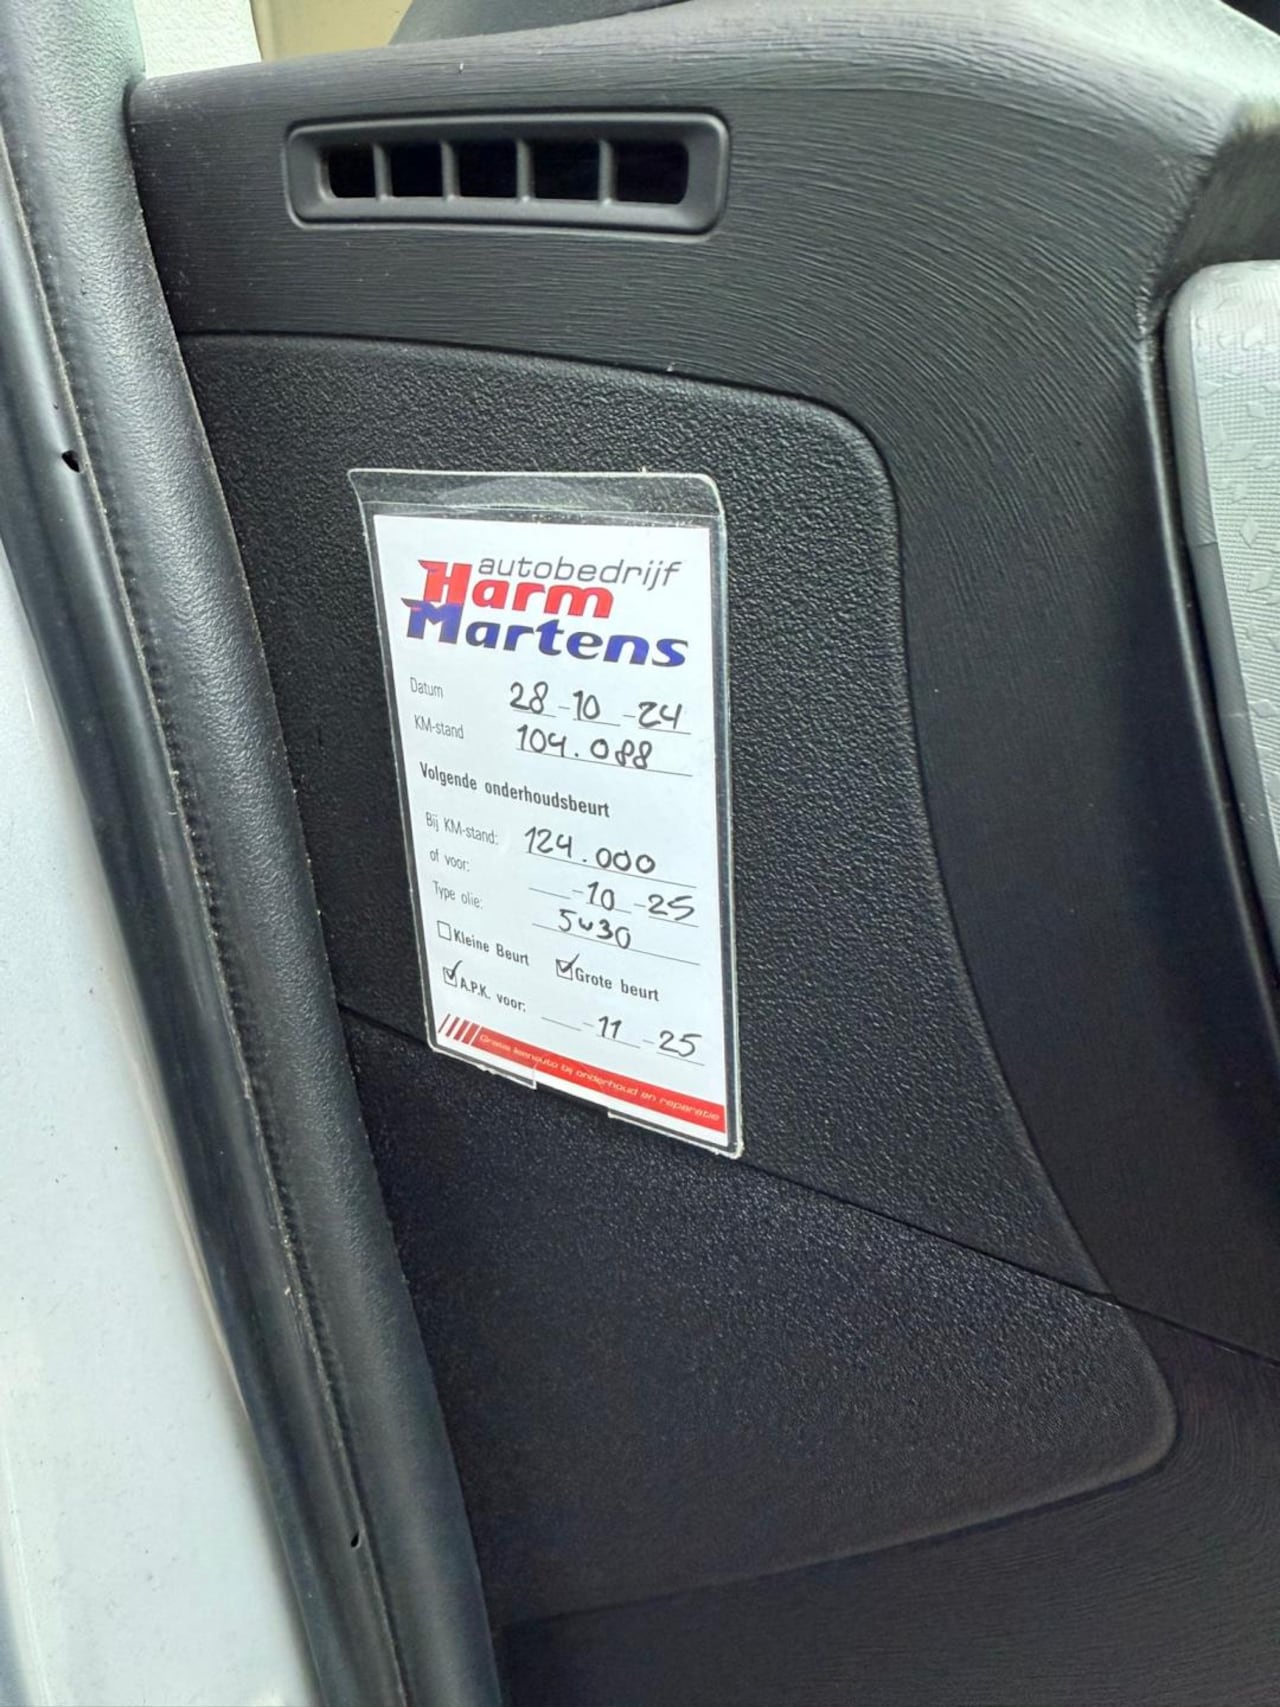 autobedrijf
Harm
Martens
Datum 28-10-24
KM-stand 104.088
Volgende onderhoudsbeurt
Bij KM-stand: 124.000
of voor: -10-25
Type olie: 5w30
Kleine Beurt Grote beurt
A.P.K. voor: -11-25
Gratis leenauto bij onderhoud en reparatie